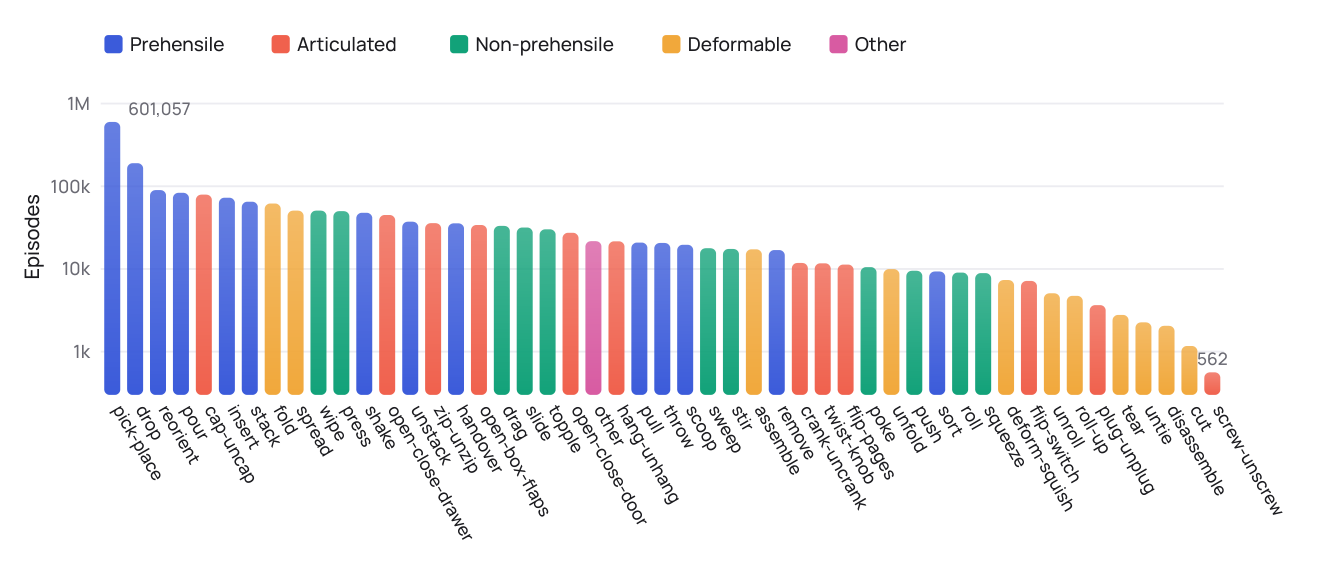 Prehensile Articulated Non-prehensile Deformable Other
601,057
1M
100k
10k
1k
Episodes
562
pick-place
drop
reorient
pour
cap-uncap
insert
stack
fold
spread
wipe
press
shake
open-close-drawer
unstack
zip-unzip
handover
open-box-flaps
drag
slide
topple
open-close-door
other
hang-unhang
pull
throw
scoop
sweep
stir
assemble
remove
crank-uncrank
twist-knob
flip-pages
poke
unfold
push
sort
roll
squeeze
deform-squish
flip-switch
unroll
roll-up
plug-unplug
tear
untie
disassemble
cut
screw-unscrew